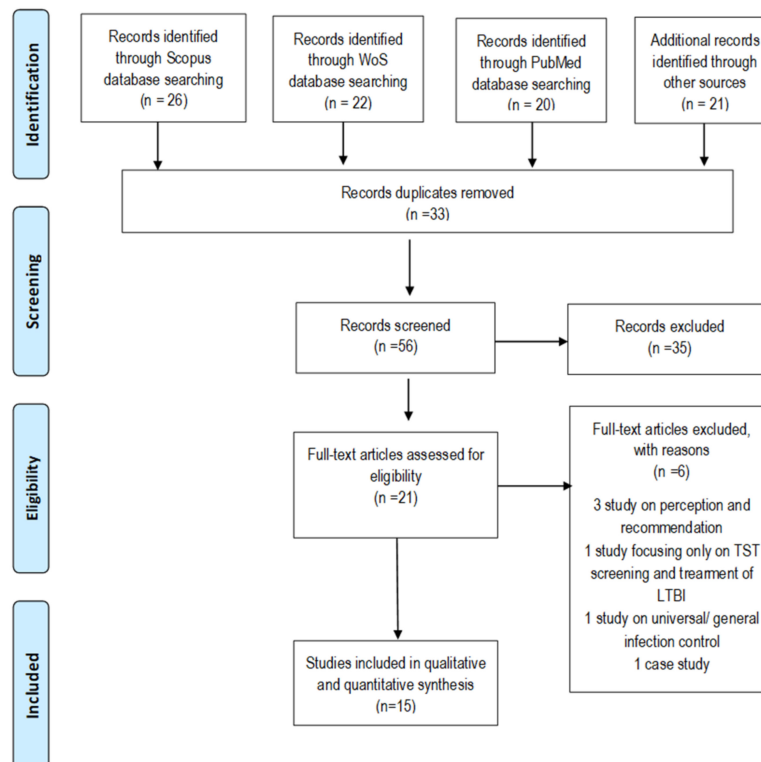 Identification
Records identified
through Scopus
database searching
(n = 26)
Records identified
through WoS
database searching
(n = 22)
Records identified
through PubMed
database searching
(n = 20)
Additional records
identified through
other sources
(n = 21)
Records duplicates removed
(n =33)
Screening
Records screened
(n =56)
Records excluded
(n =35)
Eligibility
Full-text articles assessed for
eligibility
(n =21)
Full-text articles excluded,
with reasons
(n =6)
3 study on perception and
recommendation
1 study focusing only on TST
screening and trearment of
LTBI
1 study on universal/ general
infection control
1 case study
Included
Studies included in qualitative
and quantitative synthesis
(n=15)